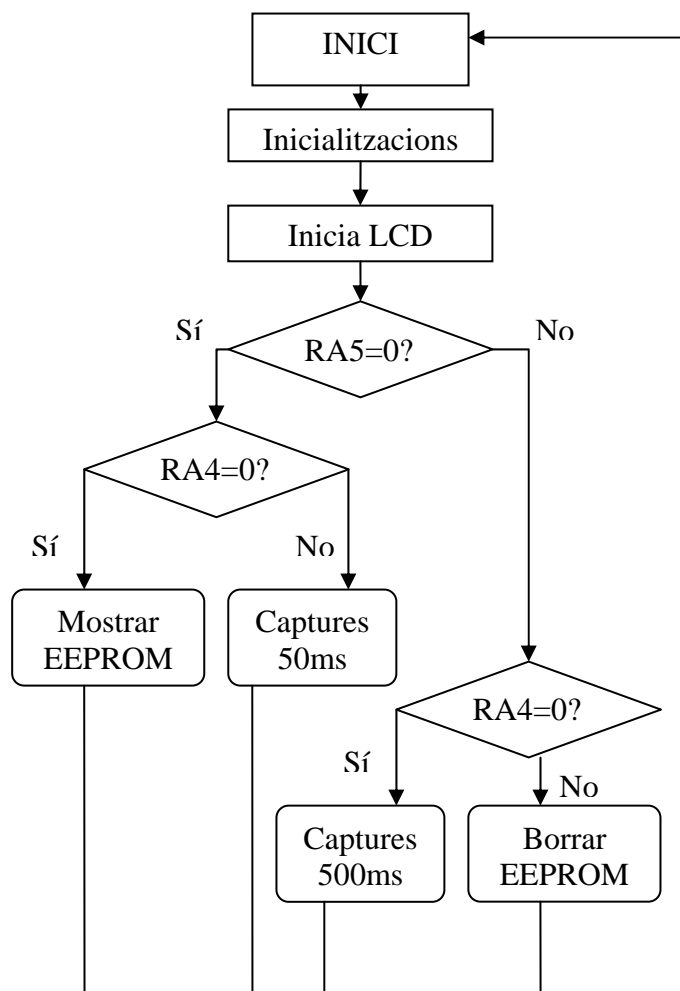 INICI
Inicialitzacions
Inicia LCD
Sí
RA5=0?
No
RA4=0?
Sí
No
Mostrar
EEPROM
Captures
50ms
RA4=0?
Sí
No
Captures
500ms
Borrar
EEPROM